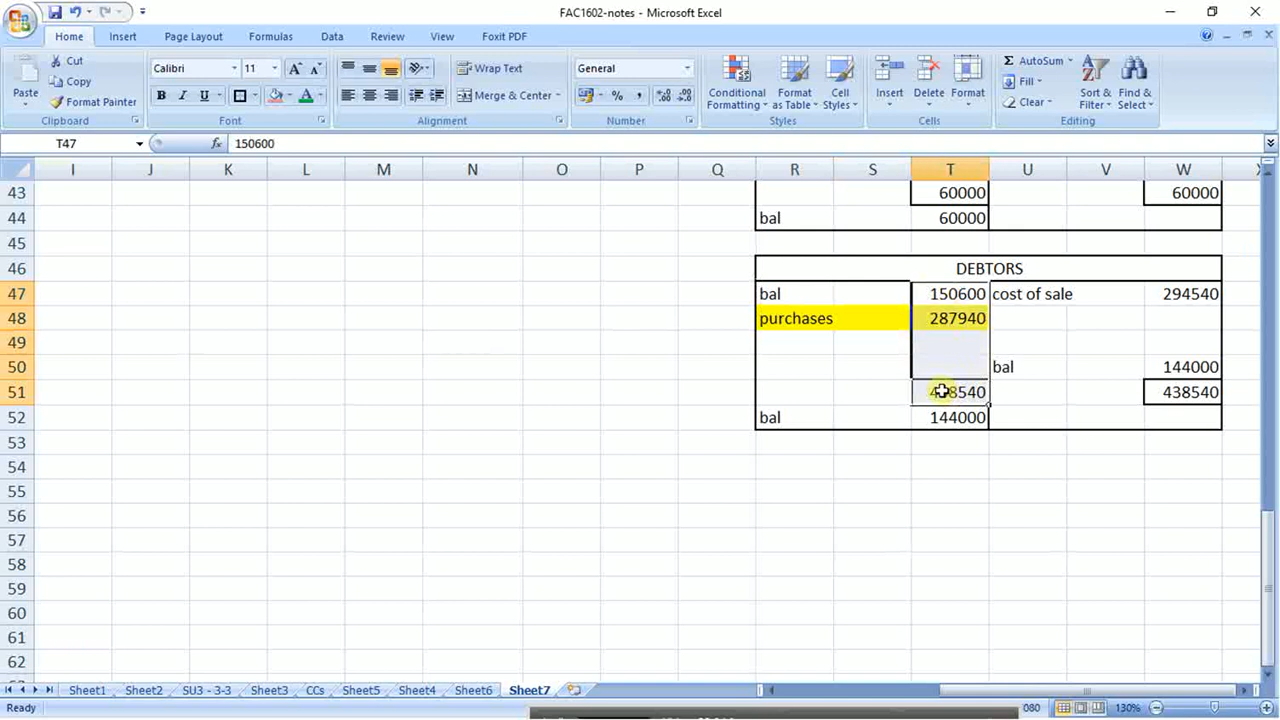 FAC1602-notes - Microsoft Excel
Home Insert Page Layout Formulas Data Review View Foxit PDF
Paste
Cut
Copy
Format Painter
Clipboard
Calibri 11
B I U
Font
Wrap Text
Merge & Center
Alignment
General
Number
Conditional Formatting
Format as Table
Cell Styles
Styles
Insert Delete Format
Cells
AutoSum
Fill
Clear
Sort & Filter
Find & Select
Editing
T47 fx 150600
I J K L M N O P Q R S T U V W
43 60000 60000
44 bal 60000
45
46 DEBTORS
47 bal 150600 cost of sale 294540
48 purchases 287940
49
50 bal 144000
51 438540
52 bal 144000
53
54
55
56
57
58
59
60
61
62
Sheet1 Sheet2 SU3 - 3-3 Sheet3 CCs Sheet5 Sheet4 Sheet6 Sheet7
Ready 080 130%